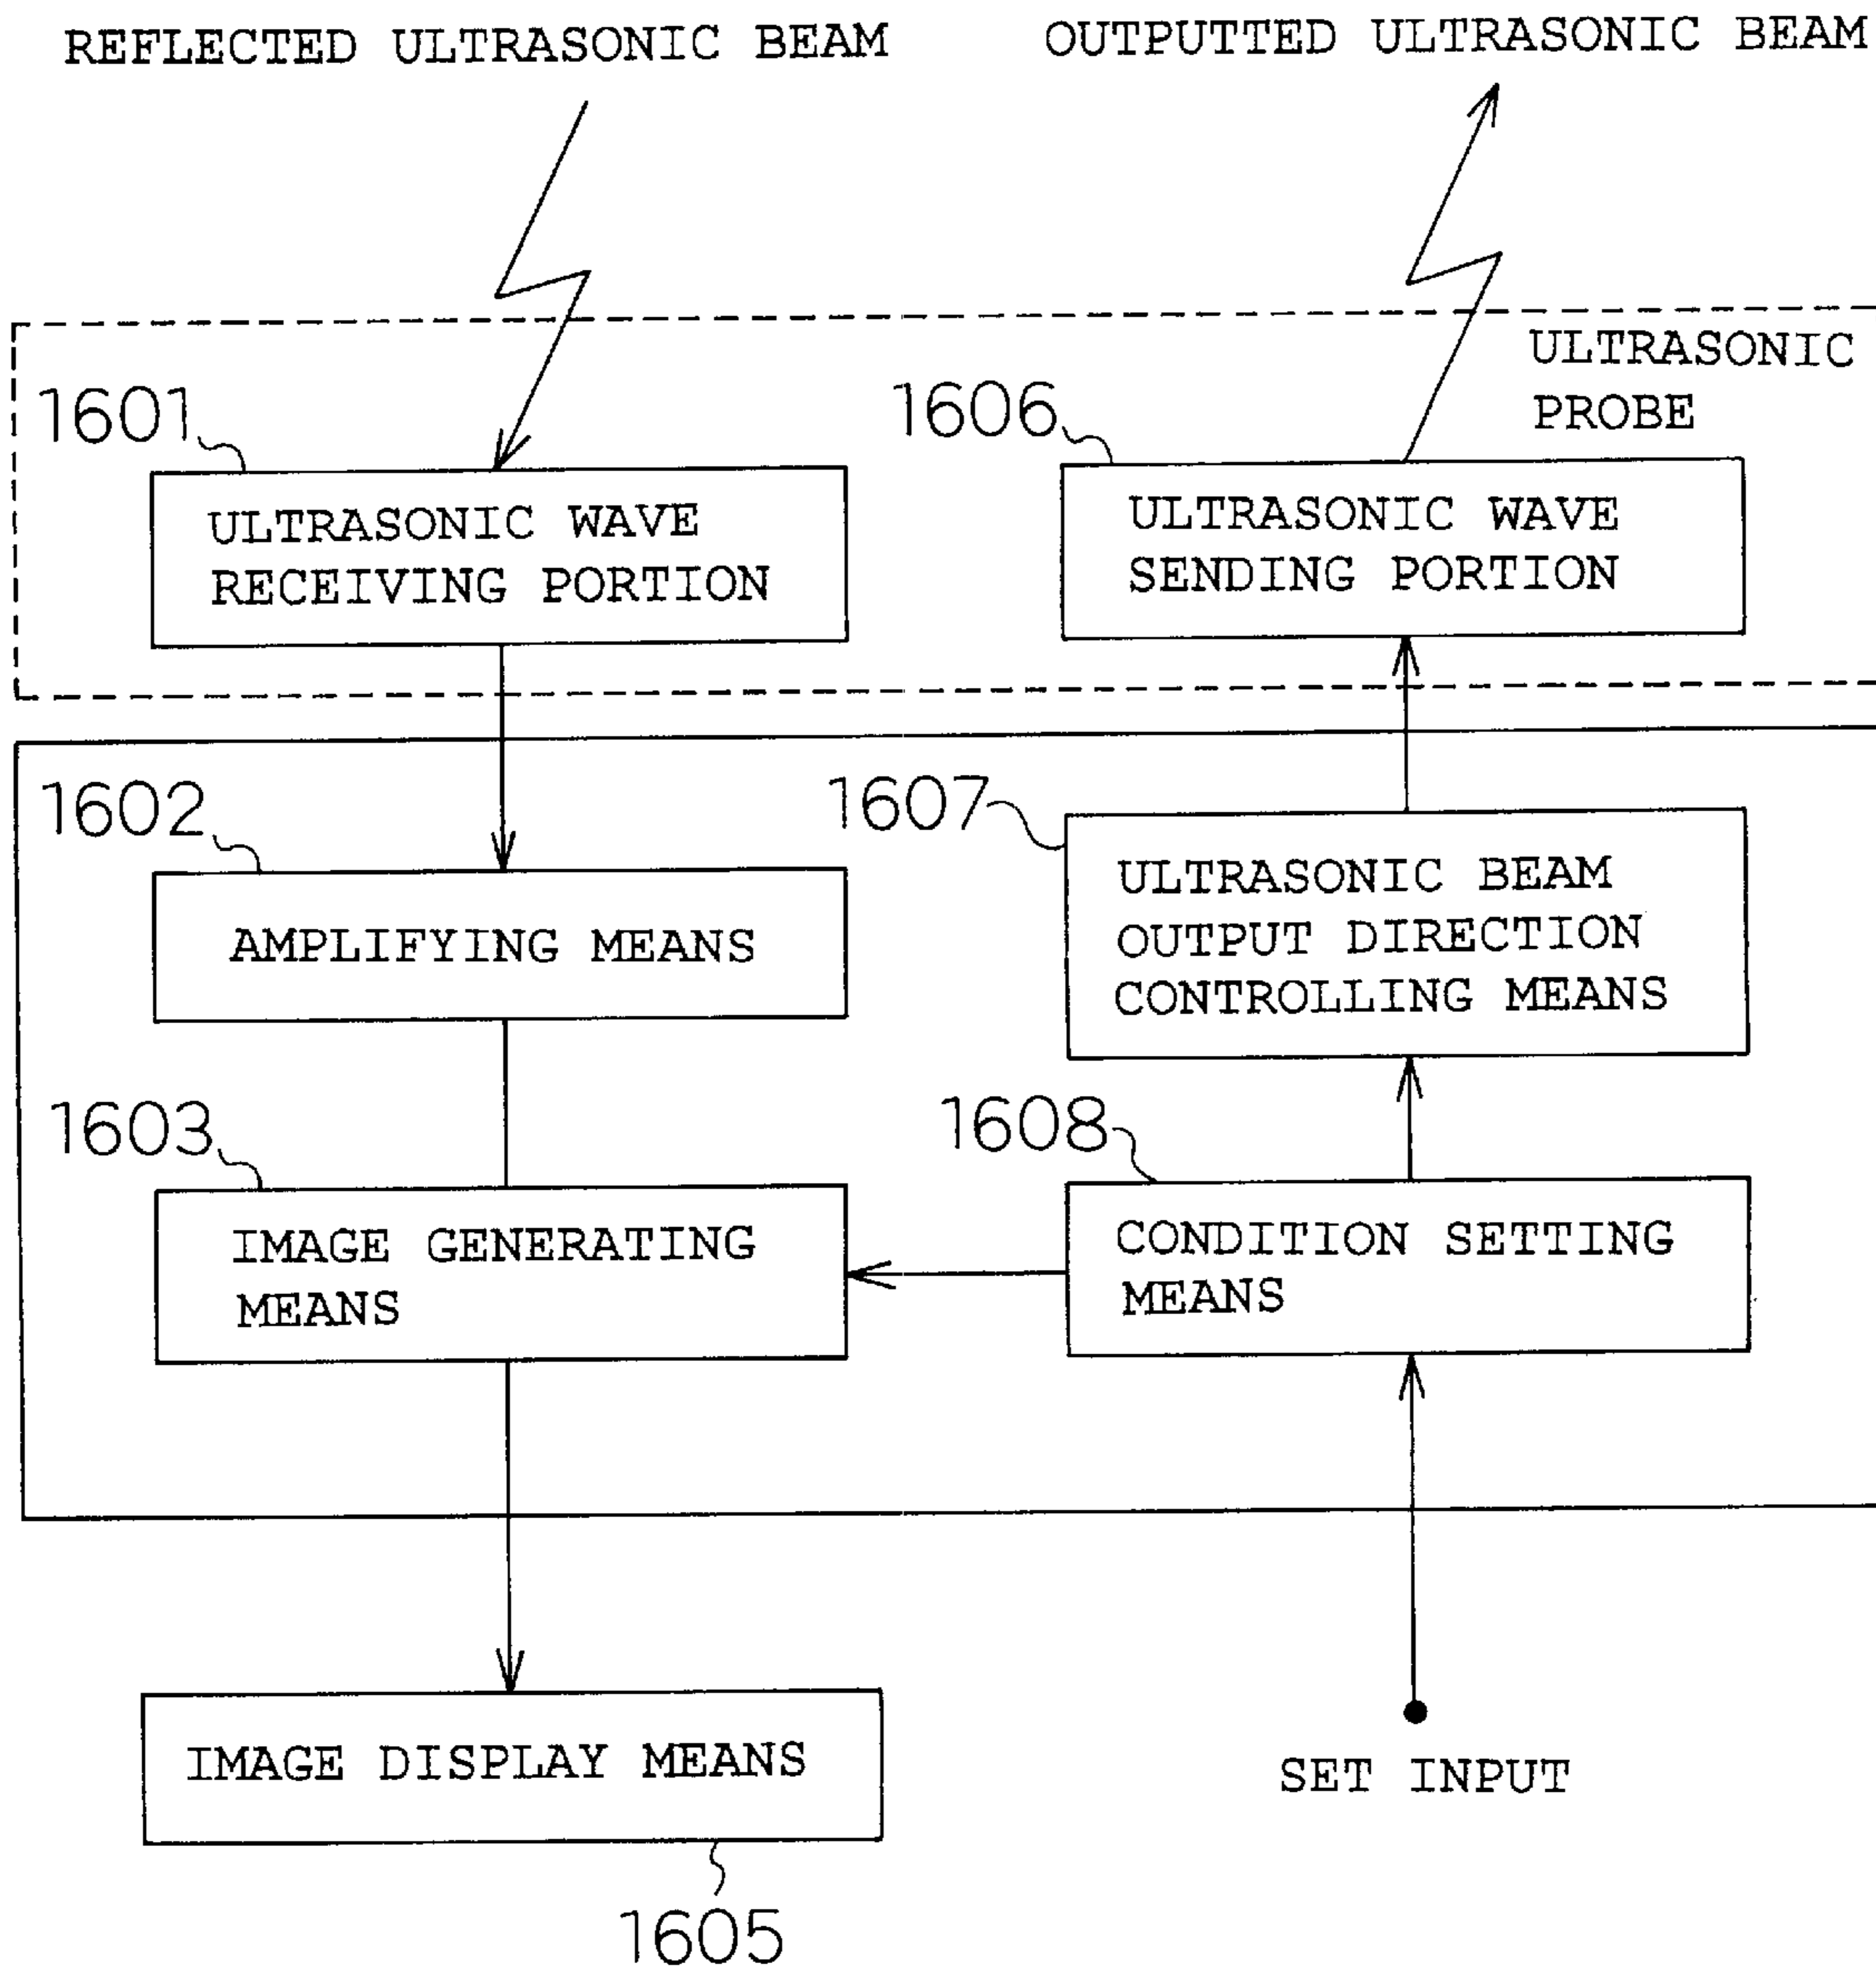 REFLECTED ULTRASONIC BEAM
OUTPUTTED ULTRASONIC BEAM
ULTRASONIC
PROBE
1601
ULTRASONIC WAVE
RECEIVING PORTION
1606
ULTRASONIC WAVE
SENDING PORTION
1602
AMPLIFYING MEANS
1607
ULTRASONIC BEAM
OUTPUT DIRECTION
CONTROLLING MEANS
1603
IMAGE GENERATING
MEANS
1608
CONDITION SETTING
MEANS
IMAGE DISPLAY MEANS
1605
SET INPUT